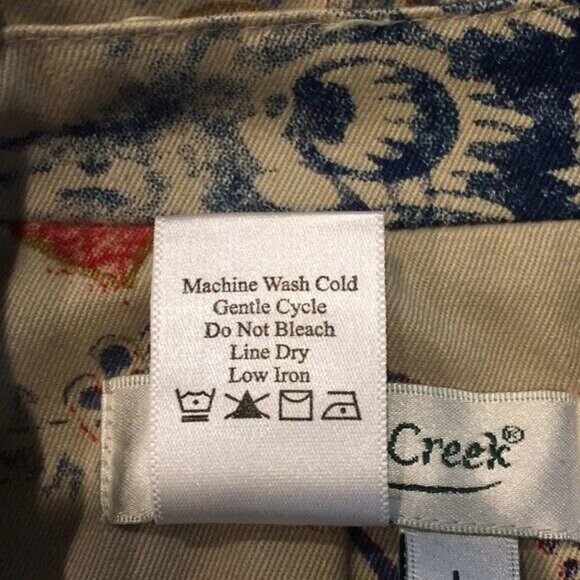 Machine Wash Cold
Gentle Cycle
Do Not Bleach
Line Dry
Low Iron
Creek®